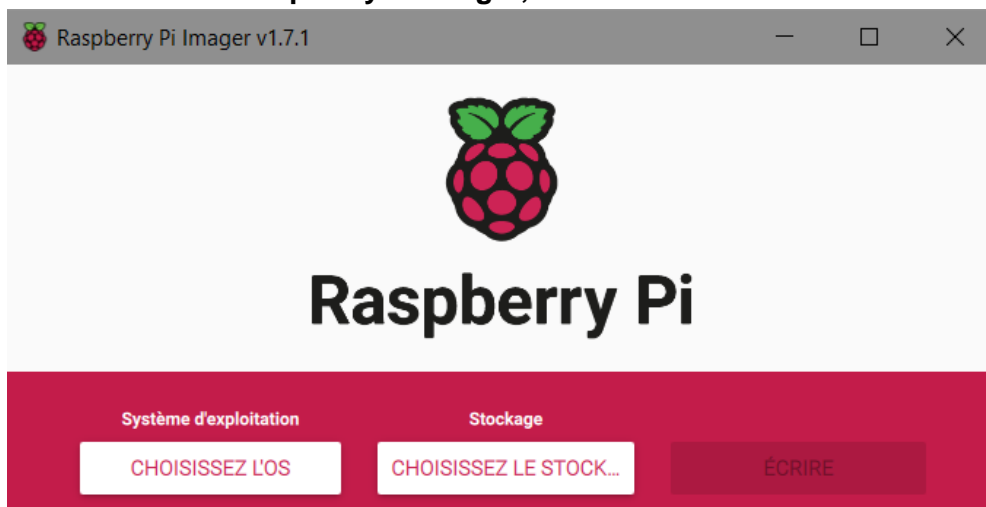 Raspberry Pi Imager v1.7.1
Raspberry Pi
Système d'exploitation
Stockage
CHOISISSEZ L'OS
CHOISISSEZ LE STOCK...
ÉCRIRE